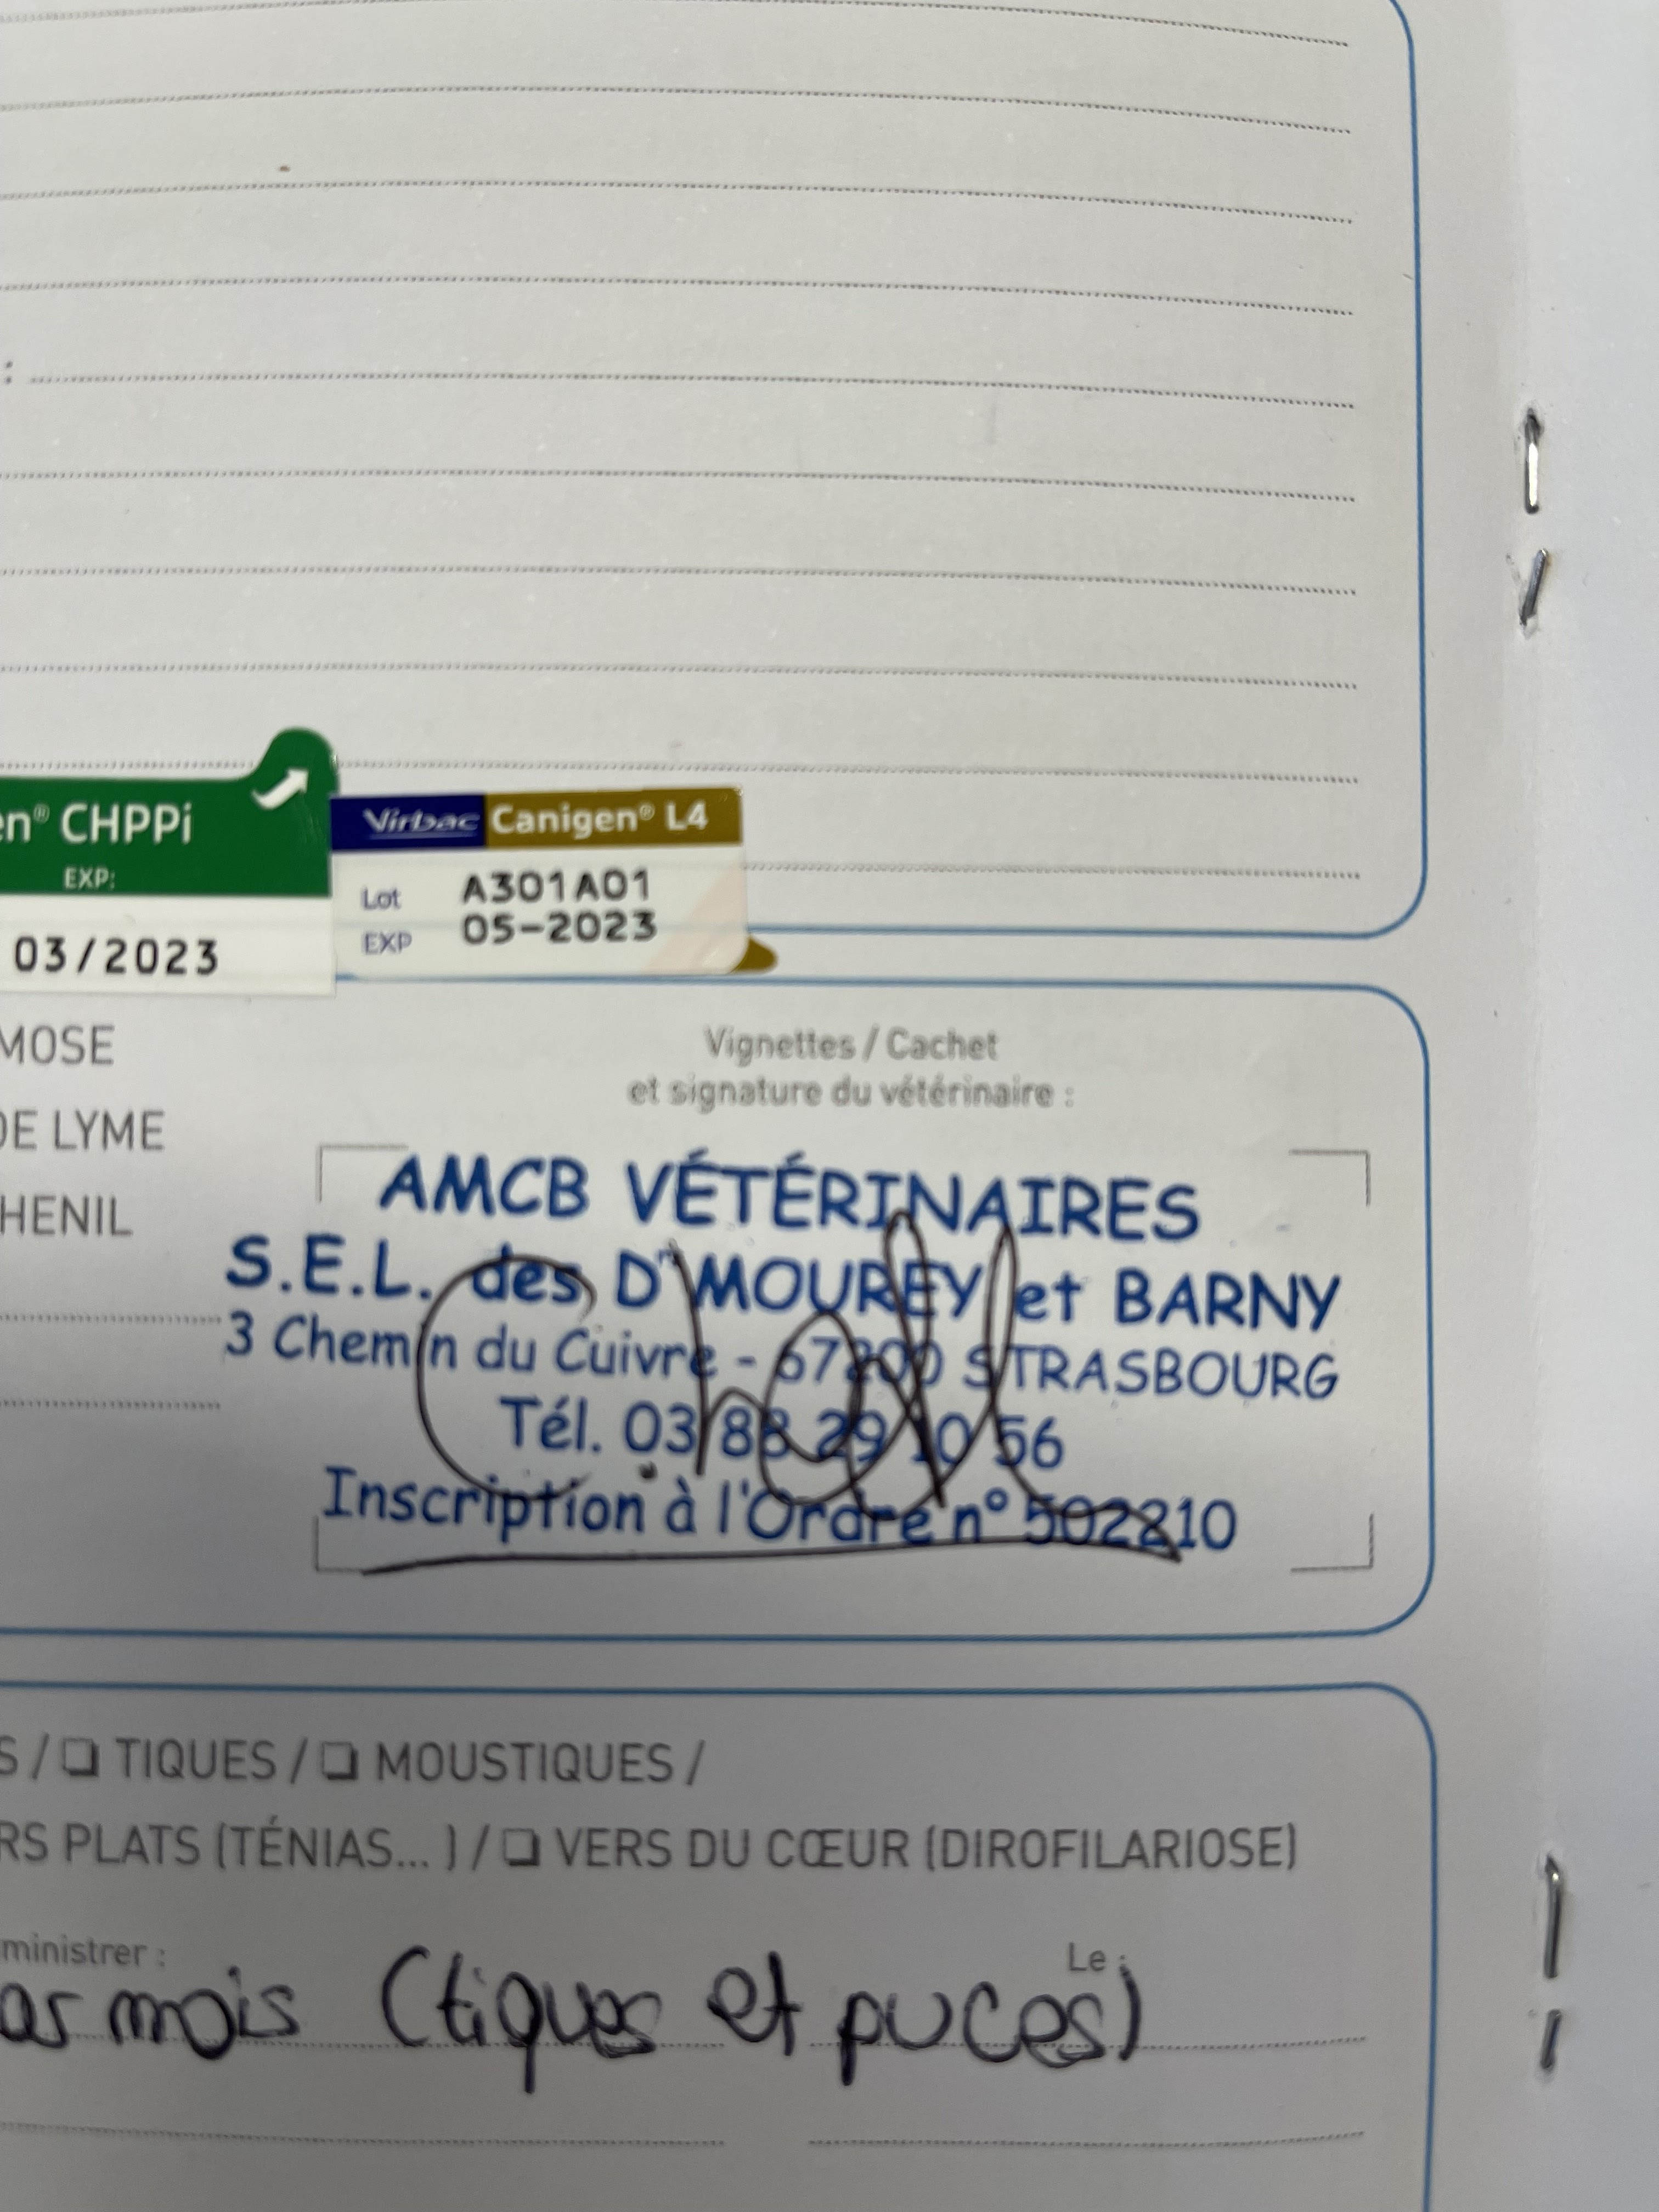 :
en® CHPPi
EXP:
03/2023
Virbac Canigen® L4
Lot A301A01
EXP 05-2023
MOSE
DE LYME
HENIL
Vignettes / Cachet
et signature du vétérinaire :
AMCB VÉTÉRINAIRES
S.E.L. des Drs MOUREY et BARNY
3 Chemin du Cuivre - 67200 STRASBOURG
Tél. 03 88 29 10 56
Inscription à l'Ordre n° 502210
S / ❑ TIQUES / ❑ MOUSTIQUES /
RS PLATS (TÉNIAS... ) / ❑ VERS DU CŒUR (DIROFILARIOSE)
ministrer : Le :
ar mois (tiques et puces)